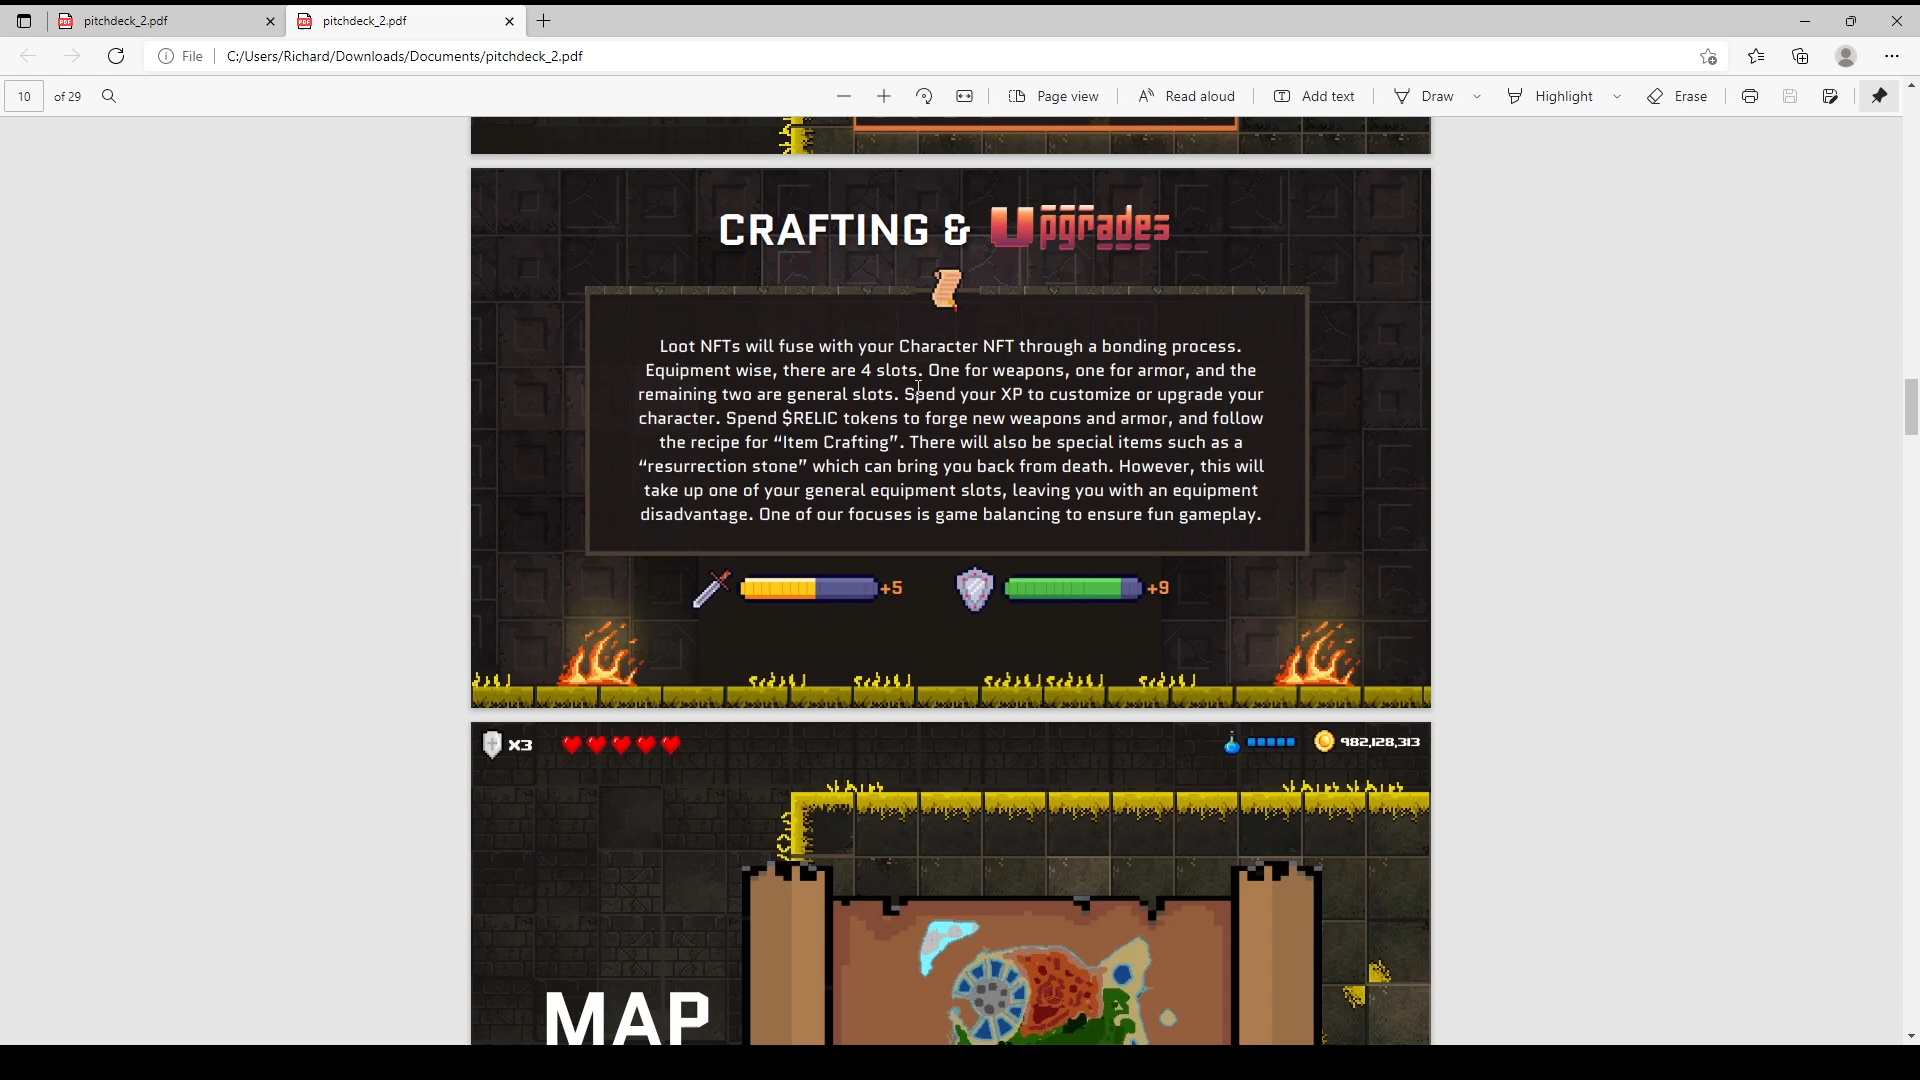 pitchdeck_2.pdf
pitchdeck_2.pdf
File
C:/Users/Richard/Downloads/Documents/pitchdeck_2.pdf
10 of 29
Page view
Read aloud
Add text
Draw
Highlight
Erase
CRAFTING & Upgrades
Loot NFTs will fuse with your Character NFT through a bonding process.
Equipment wise, there are 4 slots. One for weapons, one for armor, and the
remaining two are general slots. Spend your XP to customize or upgrade your
character. Spend $RELIC tokens to forge new weapons and armor, and follow
the recipe for “Item Crafting”. There will also be special items such as a
“resurrection stone” which can bring you back from death. However, this will
take up one of your general equipment slots, leaving you with an equipment
disadvantage. One of our focuses is game balancing to ensure fun gameplay.
+5
+9
X3
982,128,313
MAP